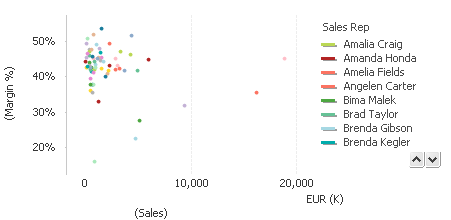 Sales Rep
Amalia Craig
Amanda Honda
Amelia Fields
Angelen Carter
Bima Malek
Brad Taylor
Brenda Gibson
Brenda Kegler
(Margin %)
50%
40%
30%
20%
0
10,000
20,000
(Sales)
EUR (K)